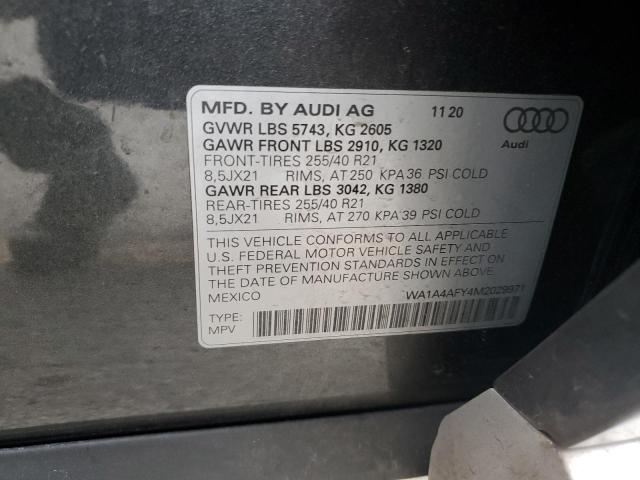 MFD. BY AUDI AG 11 20
GVWR LBS 5743, KG 2605
GAWR FRONT LBS 2910, KG 1320
FRONT-TIRES 255/40 R21
8,5JX21 RIMS, AT 250 KPA 36 PSI COLD
GAWR REAR LBS 3042, KG 1380
REAR-TIRES 255/40 R21
8,5JX21 RIMS, AT 270 KPA 39 PSI COLD
Audi
THIS VEHICLE CONFORMS TO ALL APPLICABLE
U.S. FEDERAL MOTOR VEHICLE SAFETY AND
THEFT PREVENTION STANDARDS IN EFFECT ON
THE DATE OF MANUFACTURE SHOWN ABOVE.
MEXICO WA1A4AFY4M2029971
TYPE:
MPV